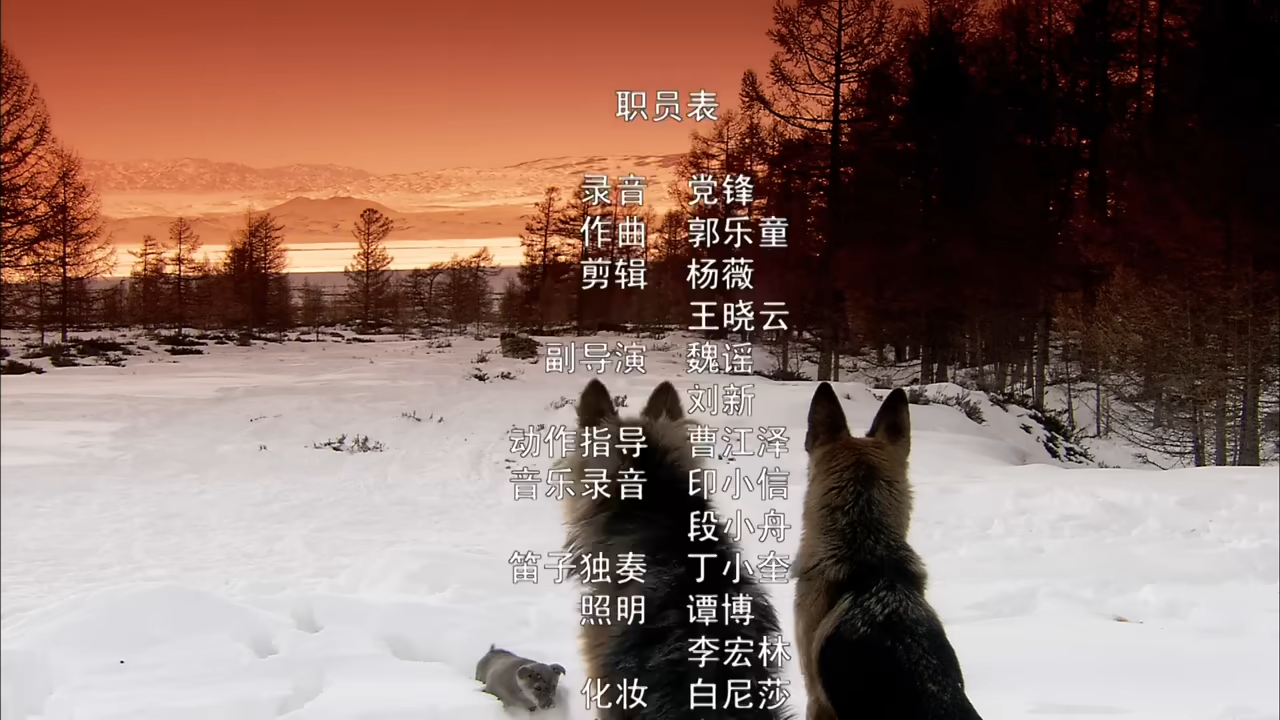 职员表
录音 党锋
作曲 郭乐童
剪辑 杨薇
王晓云
副导演 魏谣
刘新
动作指导 曹江泽
音乐录音 印小信
段小舟
笛子独奏 丁小奎
照明 谭博
李宏林
化妆 白尼莎